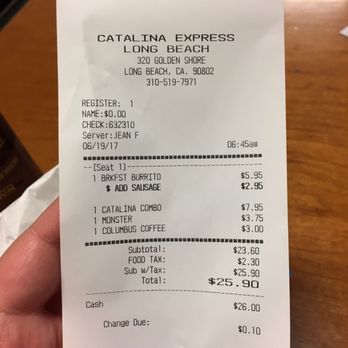 CATALINA EXPRESS
LONG BEACH
320 GOLDEN SHORE
LONG BEACH, CA. 90802
310-519-7971
REGISTER: 1
NAME:$0.00
CHECK:632310
Server:JEAN F
06/19/17 06:45am
--[Seat 1]--
1 BRKFST BURRITO $5.95
$ ADD SAUSAGE $2.95
1 CATALINA COMBO $7.95
1 MONSTER $3.75
1 COLUMBUS COFFEE $3.00
Subtotal: $23.60
FOOD TAX: $2.30
Sub w/Tax: $25.90
Total: $25.90
Cash $26.00
Change Due: $0.10